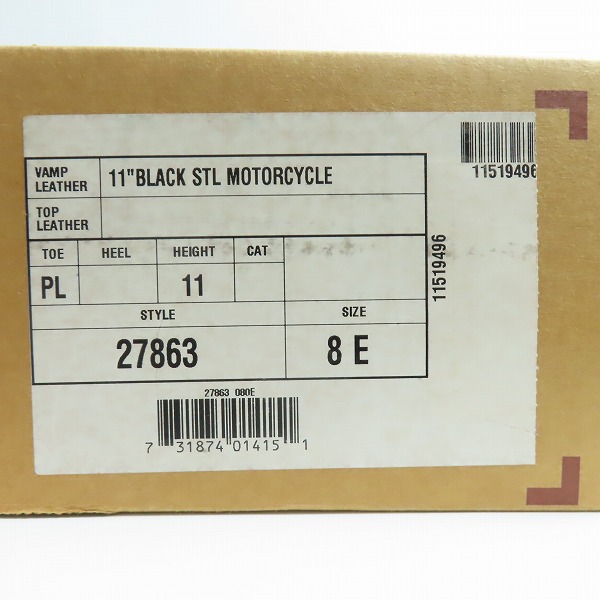 VAMP LEATHER 11"BLACK STL MOTORCYCLE
TOP LEATHER
TOE HEEL HEIGHT CAT
PL 11
STYLE SIZE
27863 8 E
27863 080E
7 31874 01415 1
11519496
11519496